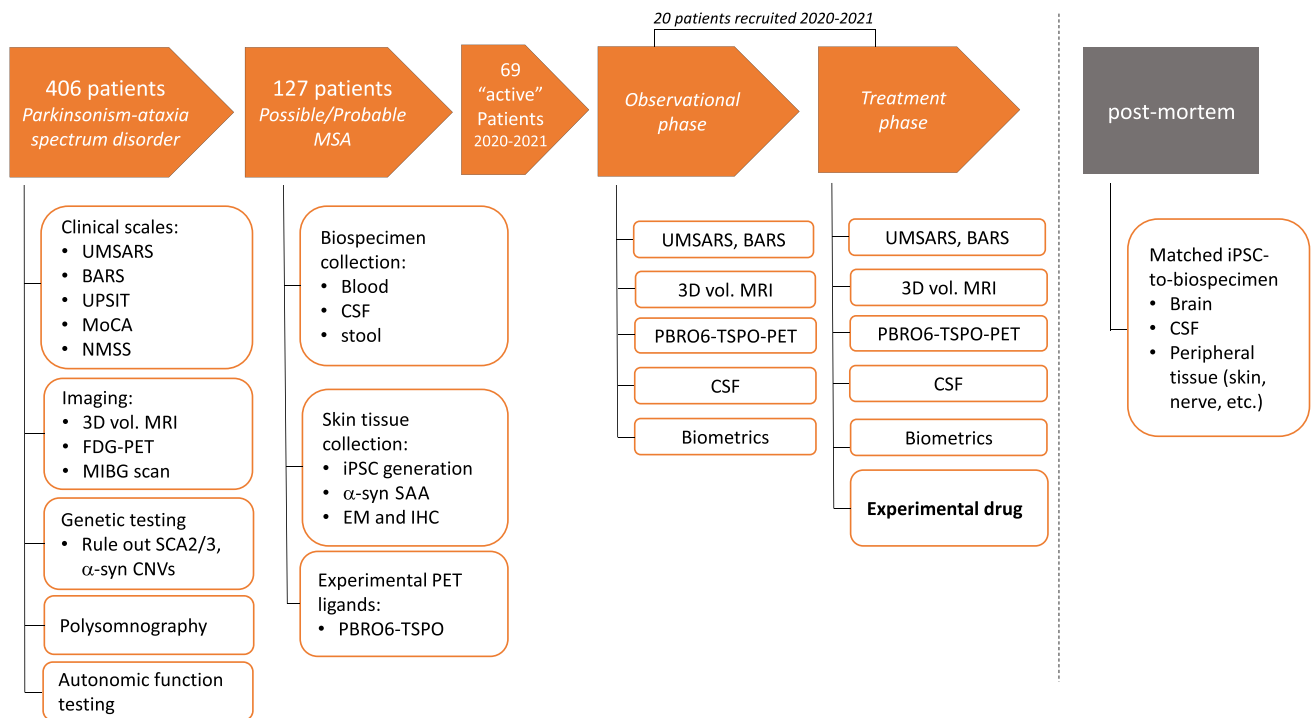 20 patients recruited 2020-2021
406 patients
Parkinsonism-ataxia
spectrum disorder
127 patients
Possible/Probable
MSA
69
“active”
Patients
2020-2021
Observational
phase
Treatment
phase
post-mortem
Clinical scales:
• UMSARS
• BARS
• UPSIT
• MoCA
• NMSS
Imaging:
• 3D vol. MRI
• FDG-PET
• MIBG scan
Genetic testing
• Rule out SCA2/3,
α-syn CNVs
Polysomnography
Autonomic function
testing
Biospecimen
collection:
• Blood
• CSF
• stool
Skin tissue
collection:
• iPSC generation
• α-syn SAA
• EM and IHC
Experimental PET
ligands:
• PBRO6-TSPO
UMSARS, BARS
3D vol. MRI
PBRO6-TSPO-PET
CSF
Biometrics
UMSARS, BARS
3D vol. MRI
PBRO6-TSPO-PET
CSF
Biometrics
Experimental drug
Matched iPSC-
to-biospecimen
• Brain
• CSF
• Peripheral
tissue (skin,
nerve, etc.)